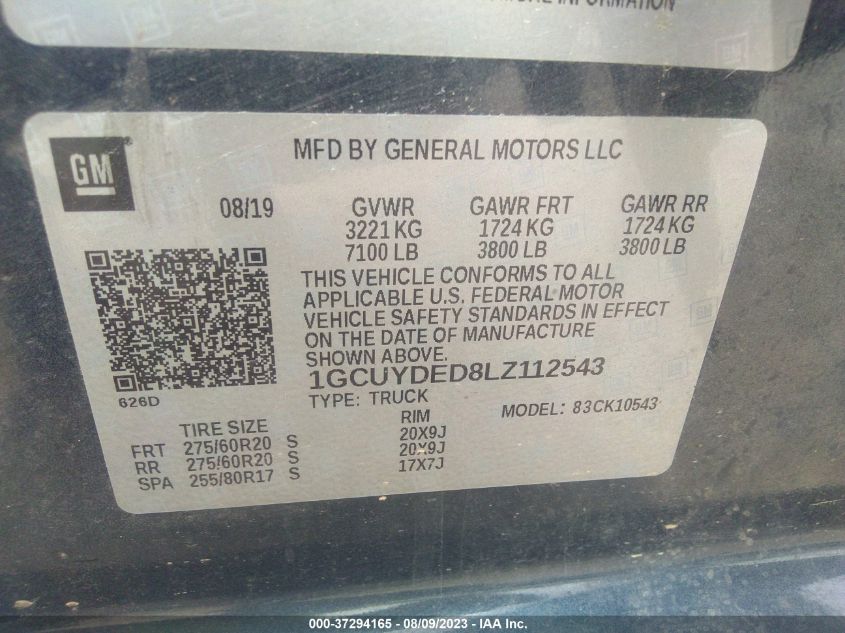 INFORMATION
GM
MFD BY GENERAL MOTORS LLC
08/19 GVWR GAWR FRT GAWR RR
3221 KG 1724 KG 1724 KG
7100 LB 3800 LB 3800 LB
THIS VEHICLE CONFORMS TO ALL
APPLICABLE U.S. FEDERAL MOTOR
VEHICLE SAFETY STANDARDS IN EFFECT
ON THE DATE OF MANUFACTURE
SHOWN ABOVE.
1GCUYDED8LZ112543
626D
TYPE: TRUCK MODEL: 83CK10543
TIRE SIZE RIM
FRT 275/60R20 S 20X9J
RR 275/60R20 S 20X9J
SPA 255/80R17 S 17X7J
000-37294165 - 08/09/2023 - IAA Inc.